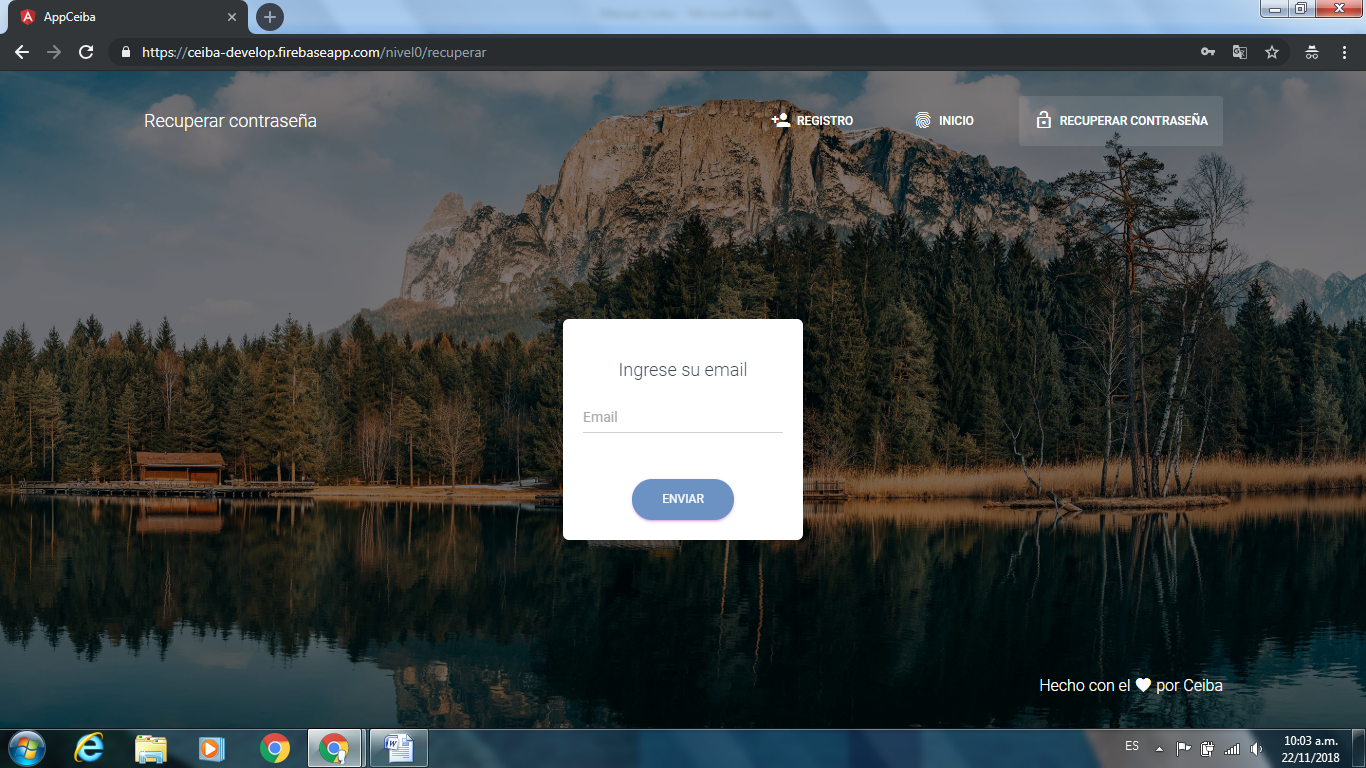 AppCeiba
https://ceiba-develop.firebaseapp.com/nivel0/recuperar
Recuperar contraseña
REGISTRO
INICIO
RECUPERAR CONTRASEÑA
Ingrese su email
Email
ENVIAR
Hecho con el por Ceiba
ES
10:03 a.m.
22/11/2018